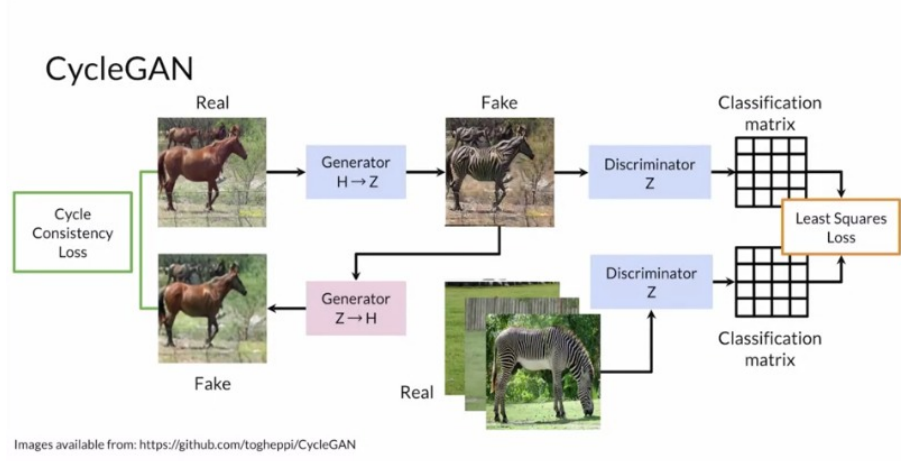 CycleGAN
Real
Fake
Classification
matrix
Generator
H→Z
Discriminator
Z
Cycle
Consistency
Loss
Least Squares
Loss
Generator
Z→H
Discriminator
Z
Fake
Real
Classification
matrix
Images available from: https://github.com/togheppi/CycleGAN